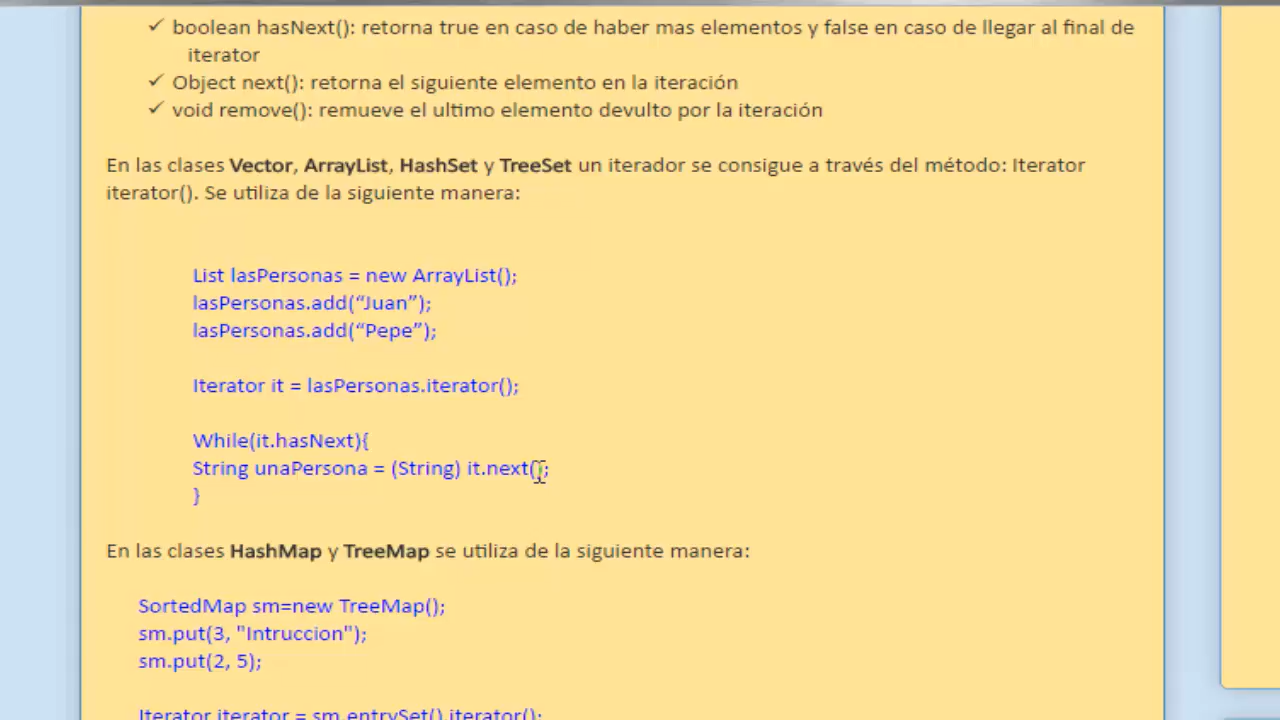 ✓ boolean hasNext(): retorna true en caso de haber mas elementos y false en caso de llegar al final de
iterator
✓ Object next(): retorna el siguiente elemento en la iteración
✓ void remove(): remueve el ultimo elemento devulto por la iteración
En las clases Vector, ArrayList, HashSet y TreeSet un iterador se consigue a través del método: Iterator
iterator(). Se utiliza de la siguiente manera:
List lasPersonas = new ArrayList();
lasPersonas.add(“Juan”);
lasPersonas.add(“Pepe”);
Iterator it = lasPersonas.iterator();
While(it.hasNext){
String unaPersona = (String) it.next();
}
En las clases HashMap y TreeMap se utiliza de la siguiente manera:
SortedMap sm=new TreeMap();
sm.put(3, "Intruccion");
sm.put(2, 5);
Iterator iterator = sm.entrySet().iterator();